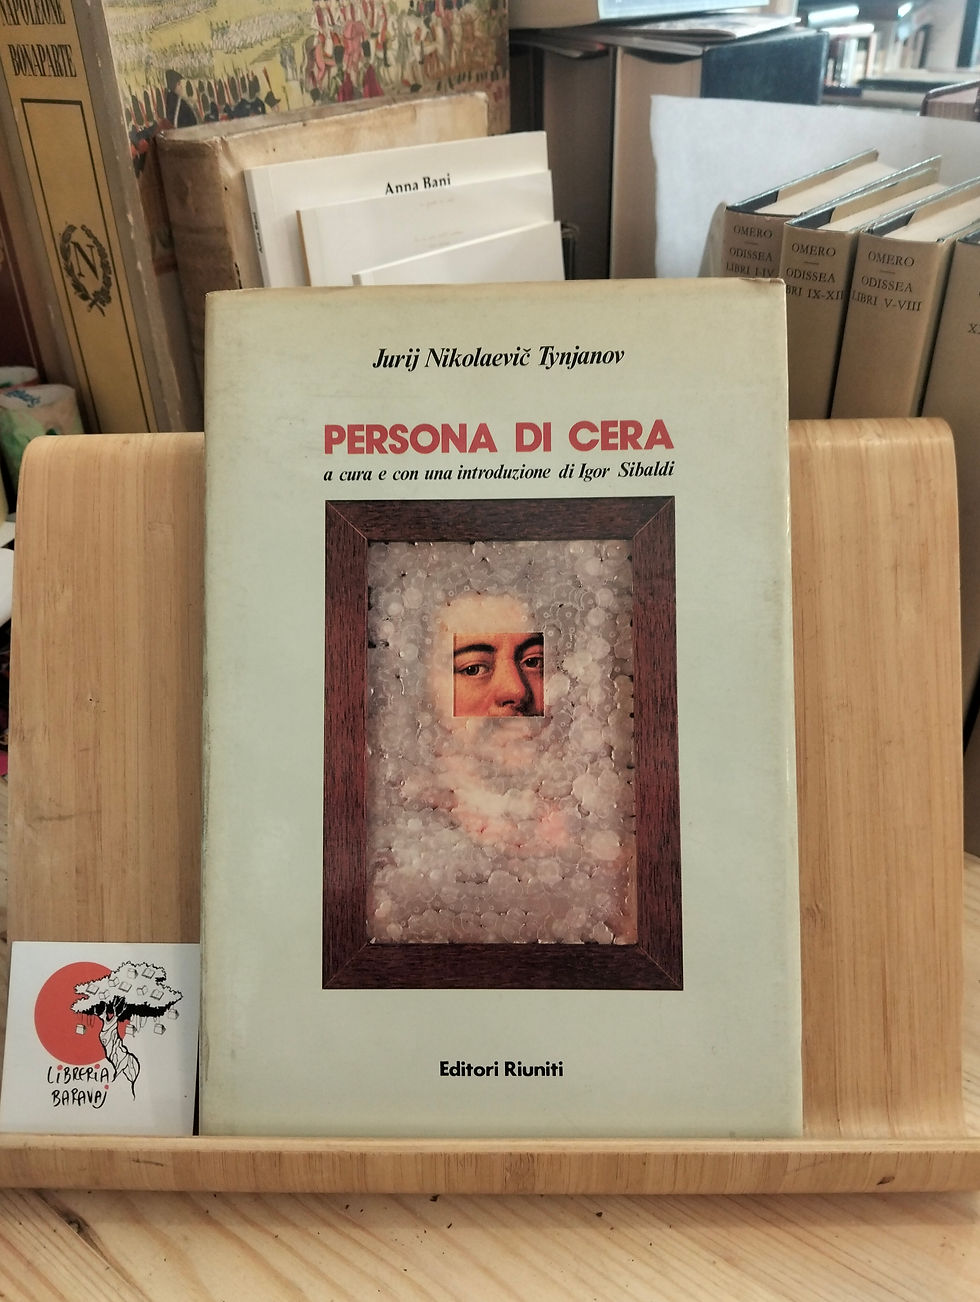 NAPOLEONE
BONAPARTE
N
Anna Bani
OMERO
ODISSEA
LIBRI I-IV
OMERO
ODISSEA
LIBRI IX-XII
OMERO
ODISSEA
LIBRI V-VIII
Jurij Nikolaevič Tynjanov
PERSONA DI CERA
a cura e con una introduzione di Igor Sibaldi
Editori Riuniti
LiBRERiA
BARAVAj